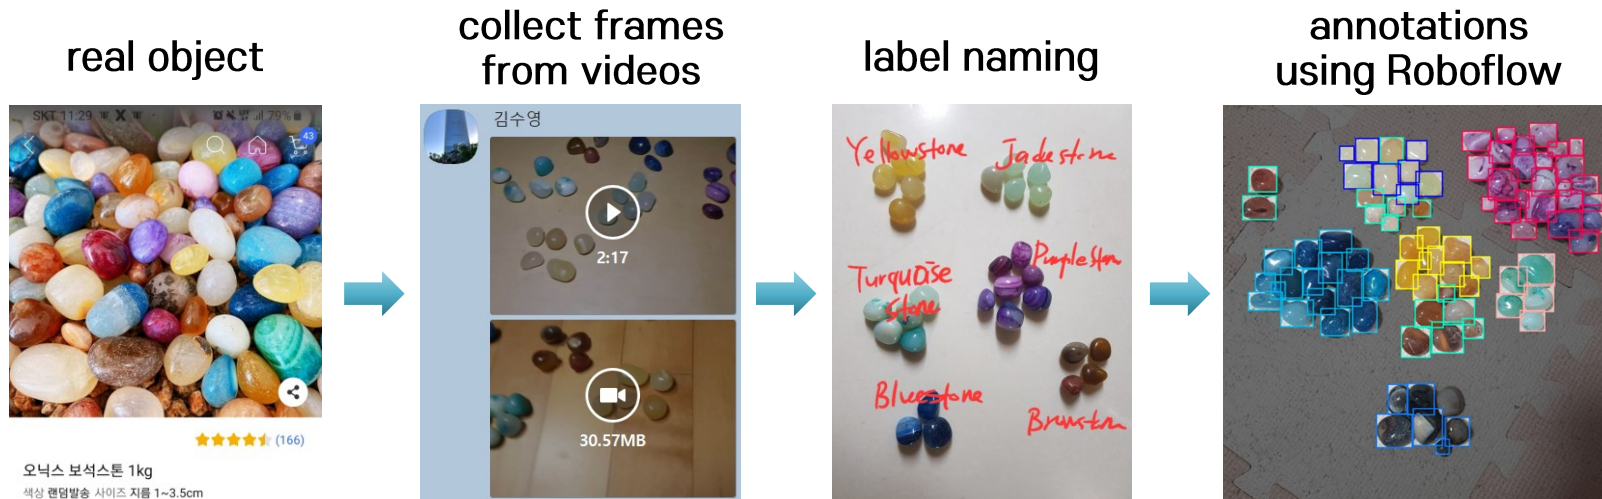 real object
collect frames
from videos
label naming
annotations
using Roboflow
SKT 11:29
79%
43
(166)
오닉스 보석스톤 1kg
색상 랜덤발송 사이즈 지름 1~3.5cm
김수영
2:17
30.57MB
Yellowstone
Jadestone
Turquoise
stone
Purplestone
Bluestone